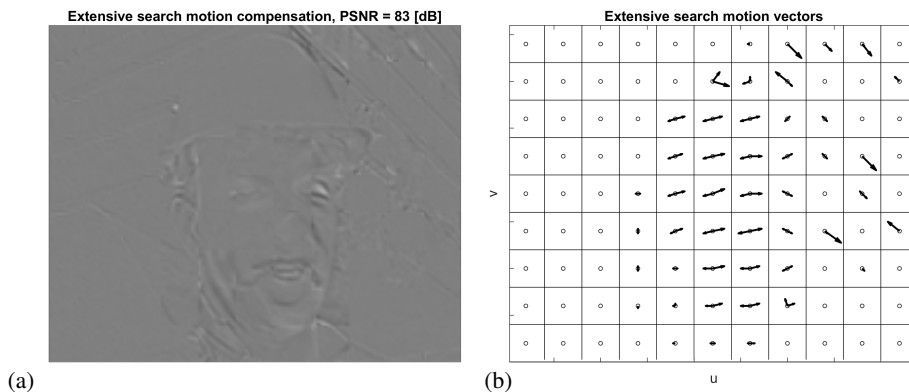 Extensive search motion compensation, PSNR = 83 [dB]
(a)
Extensive search motion vectors
v
u
(b)